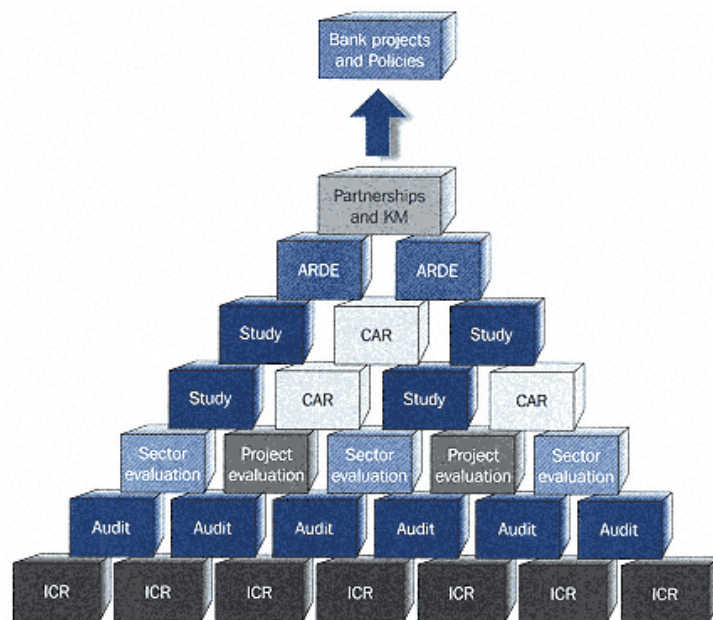 Bank projects
and Policies
Partnerships
and KM
ARDE ARDE
Study CAR Study
Study CAR Study CAR
Sector evaluation Project evaluation Sector evaluation Project evaluation Sector evaluation
Audit Audit Audit Audit Audit Audit
ICR ICR ICR ICR ICR ICR ICR